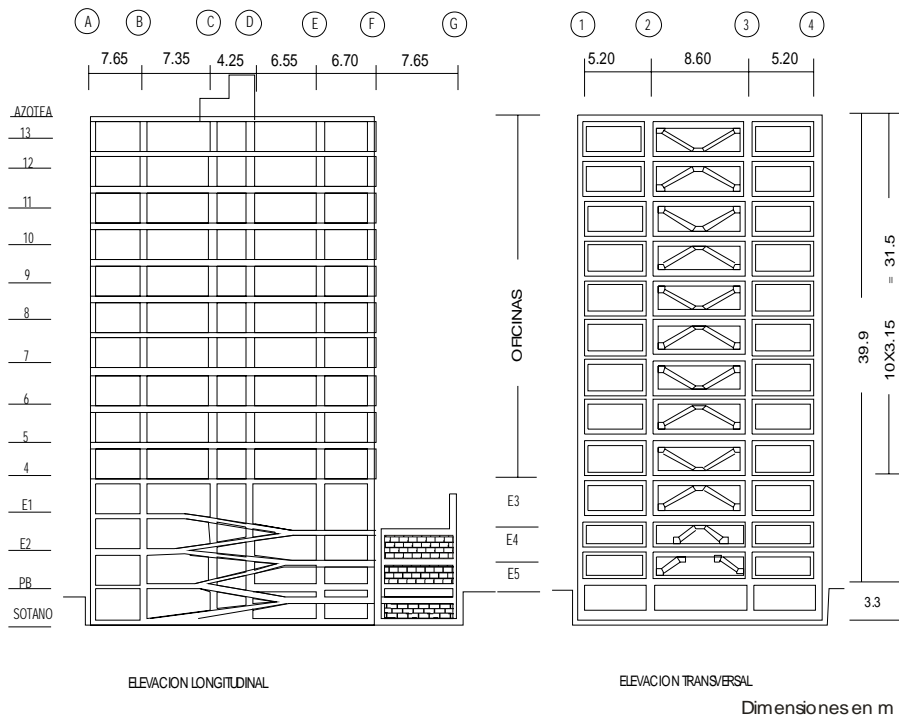 A B C D E F G
7.65 7.35 4.25 6.55 6.70 7.65
AZOTEA
13
12
11
10
9
8
7
6
5
4
E1
E2
PB
SOTANO
OFICINAS
E3
E4
E5
ELEVACION LONGITUDINAL
1 2 3 4
5.20 8.60 5.20
39.9
10X3.15 = 31.5
3.3
ELEVACION TRANSVERSAL
Dimensiones en m